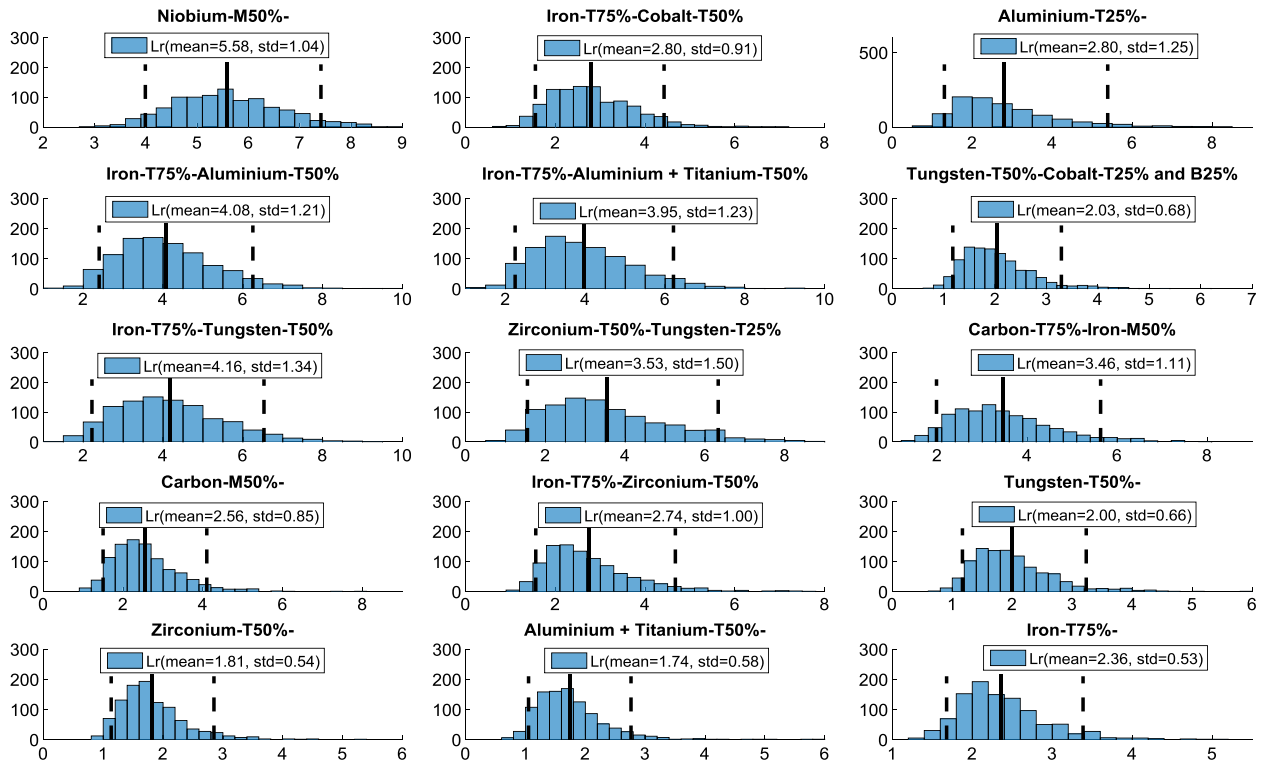 Niobium-M50%-
Lr(mean=5.58, std=1.04)
300
200
100
0
2 3 4 5 6 7 8 9
Iron-T75%-Cobalt-T50%
Lr(mean=2.80, std=0.91)
300
200
100
0
0 2 4 6 8
Aluminium-T25%-
Lr(mean=2.80, std=1.25)
500
0
0 2 4 6 8
Iron-T75%-Aluminium-T50%
Lr(mean=4.08, std=1.21)
300
200
100
0
2 4 6 8 10
Iron-T75%-Aluminium + Titanium-T50%
Lr(mean=3.95, std=1.23)
300
200
100
0
2 4 6 8 10
Tungsten-T50%-Cobalt-T25% and B25%
Lr(mean=2.03, std=0.68)
300
200
100
0
0 1 2 3 4 5 6 7
Iron-T75%-Tungsten-T50%
Lr(mean=4.16, std=1.34)
300
200
100
0
2 4 6 8 10
Zirconium-T50%-Tungsten-T25%
Lr(mean=3.53, std=1.50)
300
200
100
0
0 2 4 6 8
Carbon-T75%-Iron-M50%
Lr(mean=3.46, std=1.11)
300
200
100
0
2 4 6 8
Carbon-M50%-
Lr(mean=2.56, std=0.85)
300
200
100
0
0 2 4 6 8
Iron-T75%-Zirconium-T50%
Lr(mean=2.74, std=1.00)
300
200
100
0
0 2 4 6 8
Tungsten-T50%-
Lr(mean=2.00, std=0.66)
300
200
100
0
0 1 2 3 4 5 6
Zirconium-T50%-
Lr(mean=1.81, std=0.54)
300
200
100
0
0 1 2 3 4 5 6
Aluminium + Titanium-T50%-
Lr(mean=1.74, std=0.58)
300
200
100
0
0 1 2 3 4 5 6
Iron-T75%-
Lr(mean=2.36, std=0.53)
300
200
100
0
1 2 3 4 5